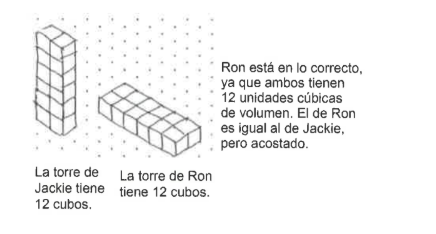 Ron está en lo correcto,
ya que ambos tienen
12 unidades cúbicas
de volumen. El de Ron
es igual al de Jackie,
pero acostado.
La torre de
Jackie tiene
12 cubos.
La torre de Ron
tiene 12 cubos.